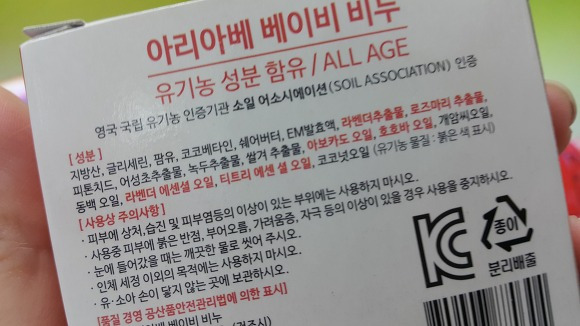 아리아베 베이비 비누
유기농 성분 함유 / ALL AGE
영국 국립 유기농 인증기관 소일 어소시에이션(SOIL ASSOCIATION) 인증
[성분]
지방산, 글리세린, 팜유, 코코베타인, 쉐어버터, EM발효액, 라벤더추출물, 로즈마리 추출물,
피톤치드, 어성초추출물, 녹두추출물, 쌀겨 추출물, 아보카도 오일, 호호바 오일, 개암씨오일,
동백 오일, 라벤더 에센셜 오일, 티트리 에센 셜 오일, 코코넛오일 (유기농 물질 : 붉은 색 표시)
[사용상 주의사항]
· 피부에 상처,습진 및 피부염등의 이상이 있는 부위에는 사용하지 마시오.
· 사용중 피부에 붉은 반점, 부어오름, 가려움증, 자극 등의 이상이 있을 경우 사용을 중지하시오.
· 눈에 들어갔을 때는 깨끗한 물로 씻어 주시오.
· 인체 세정 이외의 목적에는 사용하지 마시오.
· 유·소아 손이 닿지 않는 곳에 보관하시오.
[품질 경영 공산품안전관리법에 의한 표시]
베이비 비누
KC
종이
분리배출